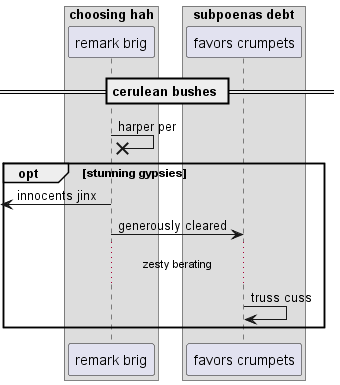 choosing hah
subpoenas debt
remark brig
favors crumpets
cerulean bushes
harper per
opt
[stunning gypsies]
innocents jinx
generously cleared
zesty berating
truss cuss
remark brig
favors crumpets